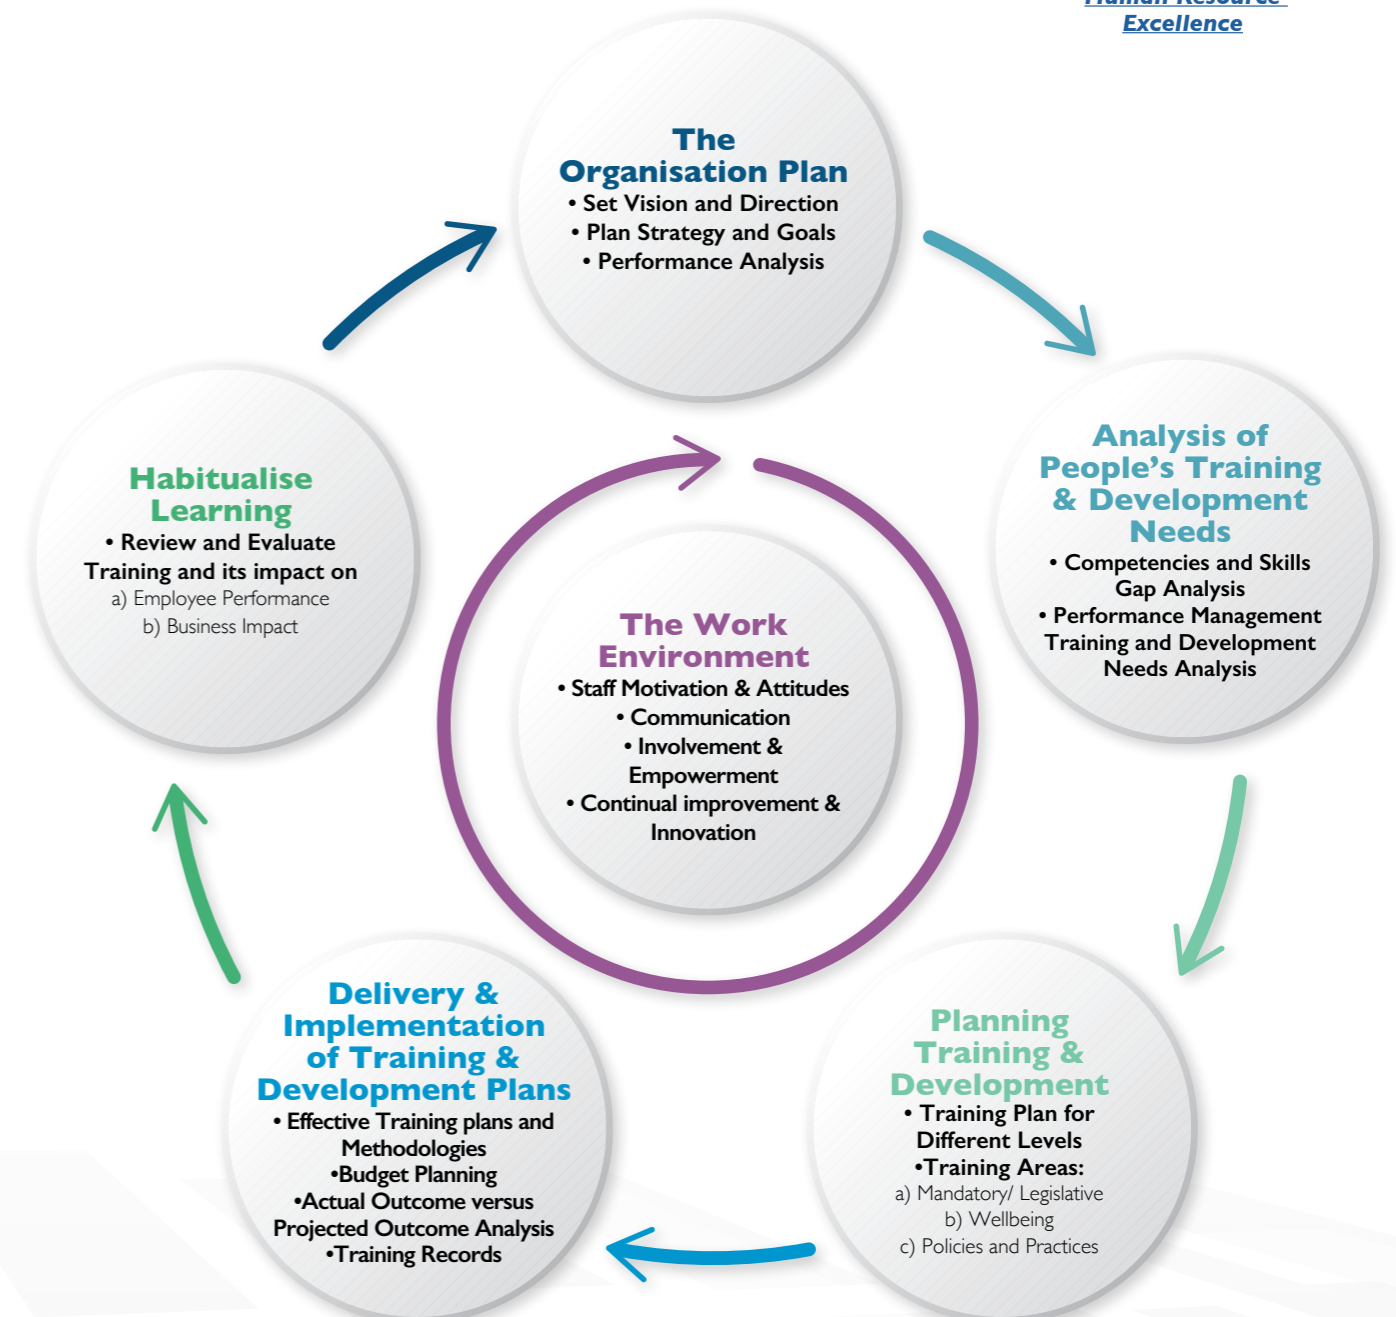 Human Resource
Excellence
The
Organisation Plan
• Set Vision and Direction
• Plan Strategy and Goals
• Performance Analysis
Analysis of
People’s Training
& Development
Needs
• Competencies and Skills
Gap Analysis
• Performance Management
Training and Development
Needs Analysis
Planning
Training &
Development
• Training Plan for
Different Levels
•Training Areas:
a) Mandatory/ Legislative
b) Wellbeing
c) Policies and Practices
Delivery &
Implementation
of Training &
Development Plans
• Effective Training plans and
Methodologies
•Budget Planning
•Actual Outcome versus
Projected Outcome Analysis
•Training Records
Habitualise
Learning
• Review and Evaluate
Training and its impact on
a) Employee Performance
b) Business Impact
The Work
Environment
• Staff Motivation & Attitudes
• Communication
• Involvement &
Empowerment
• Continual improvement &
Innovation